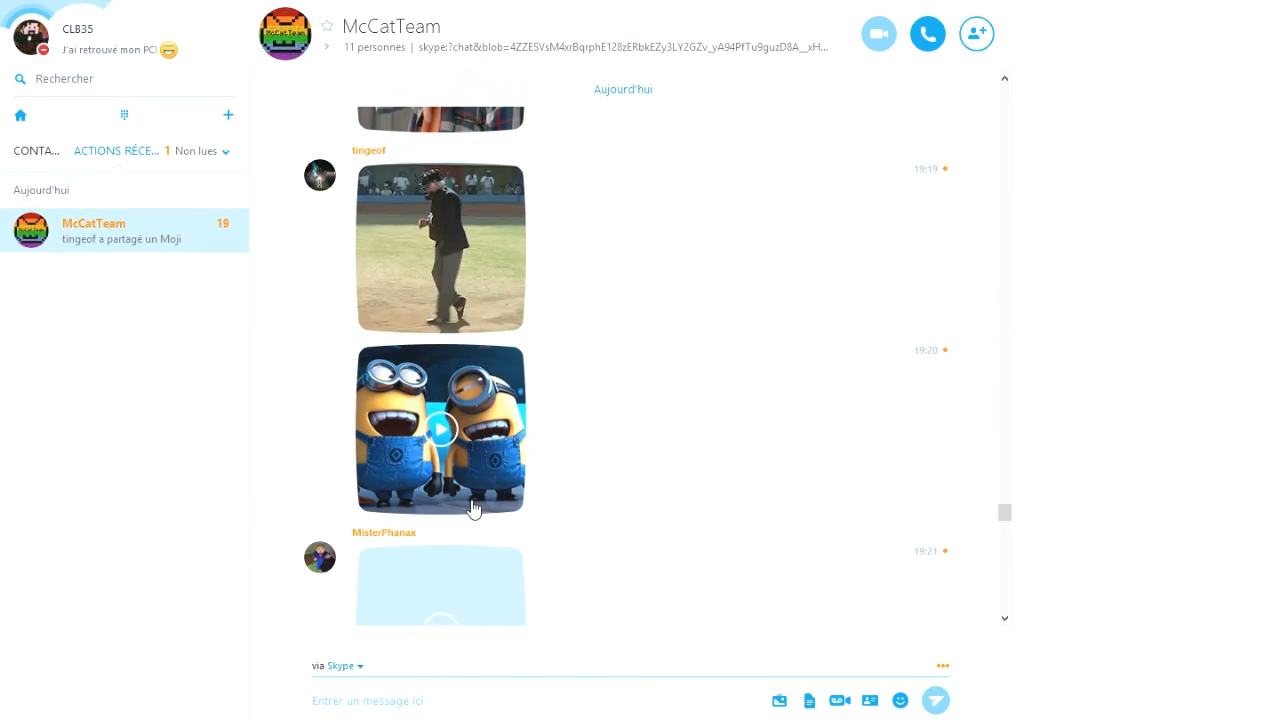 CLB35
J'ai retrouvé mon PC!
Rechercher
CONTA... ACTIONS RÉCE... 1 Non lues
Aujourd'hui
McCatTeam 19
tingeof a partagé un Moji
McCatTeam
McCatTeam
11 personnes | skype:?chat&blob=4ZZESVsM4xrBqrphE128zERbkEZy3LY2GZv_yA94PfTu9guzD8A__xH...
Aujourd'hui
tingeof
19:19
19:20
MisterPhanax
19:21
via Skype
Entrer un message ici